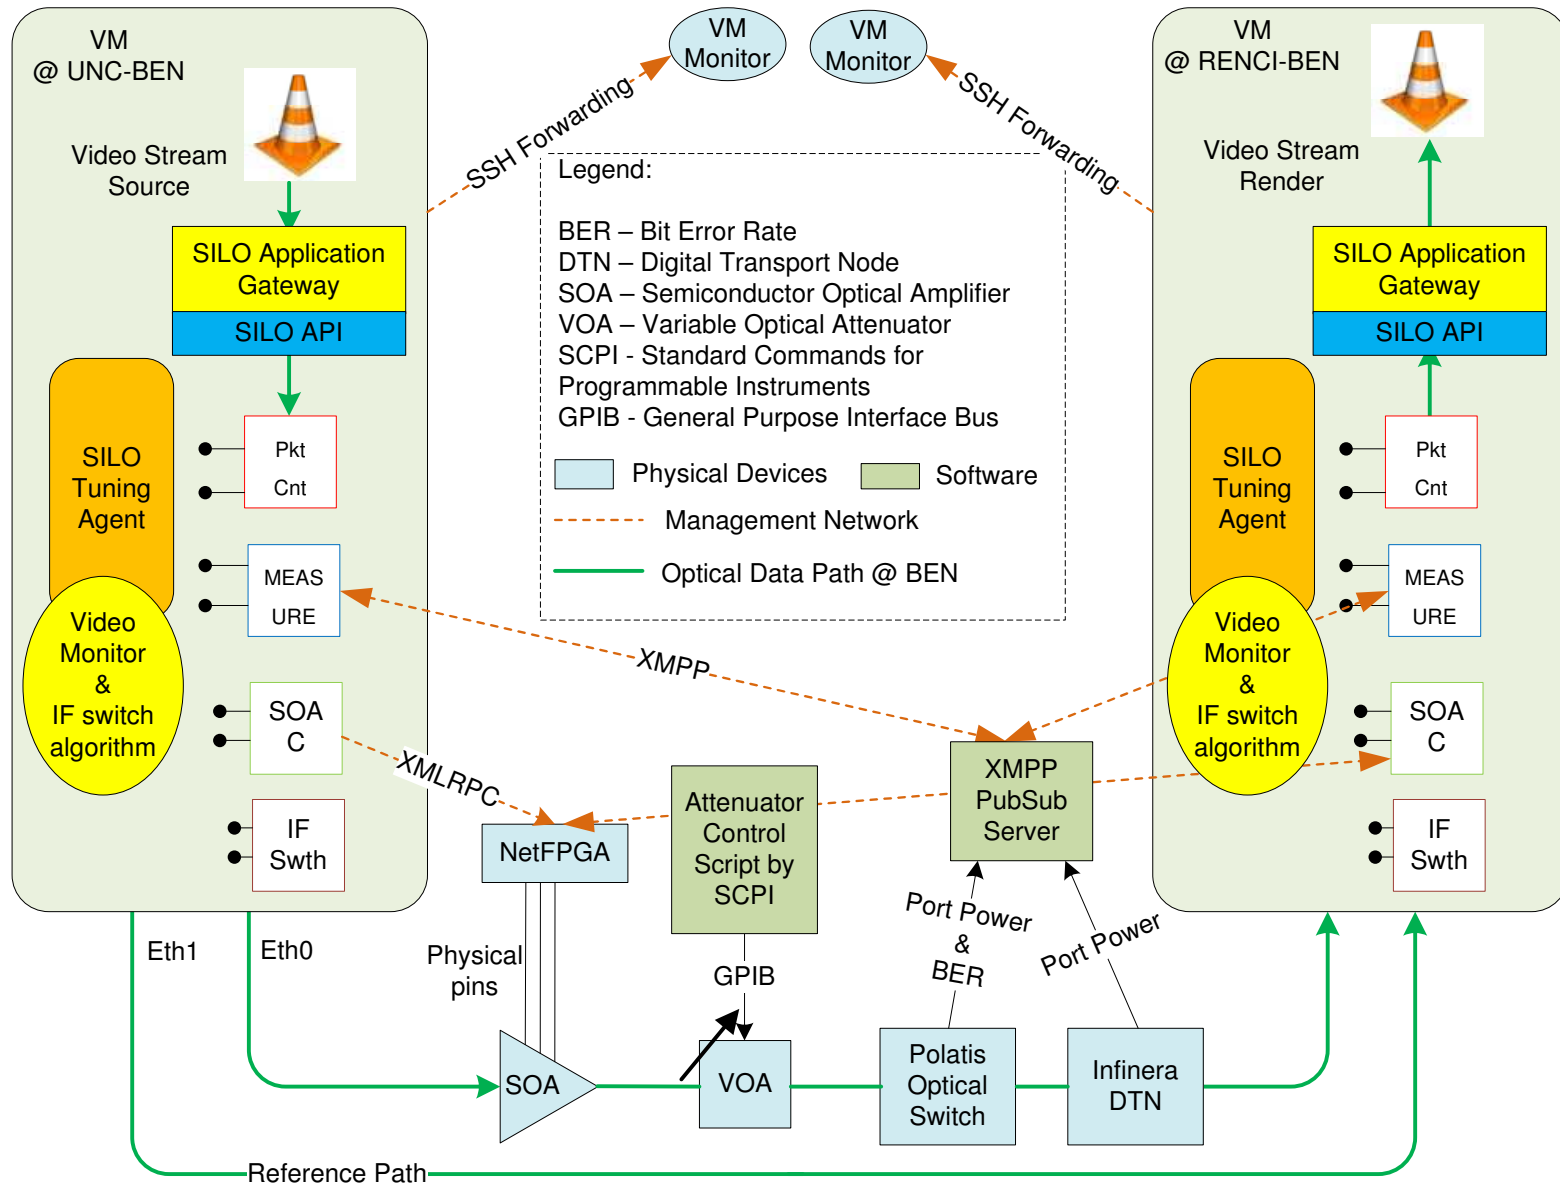 VM
@ UNC-BEN
Video Stream
Source
SILO Application
Gateway
SILO API
SILO
Tuning
Agent
Pkt
Cnt
MEAS
URE
Video
Monitor
&
IF switch
algorithm
SOA
C
IF
Swth
Eth1
Eth0
VM
Monitor
VM
Monitor
SSH Forwarding
SSH Forwarding
Legend:
BER – Bit Error Rate
DTN – Digital Transport Node
SOA – Semiconductor Optical Amplifier
VOA – Variable Optical Attenuator
SCPI - Standard Commands for
Programmable Instruments
GPIB - General Purpose Interface Bus
Physical Devices
Software
Management Network
Optical Data Path @ BEN
XMPP
XMLRPC
NetFPGA
Attenuator
Control
Script by
SCPI
XMPP
PubSub
Server
Physical
pins
GPIB
Port Power
&
BER
Port Power
SOA
VOA
Polatis
Optical
Switch
Infinera
DTN
Reference Path
VM
@ RENCI-BEN
Video Stream
Render
SILO Application
Gateway
SILO API
SILO
Tuning
Agent
Pkt
Cnt
MEAS
URE
Video
Monitor
&
IF switch
algorithm
SOA
C
IF
Swth